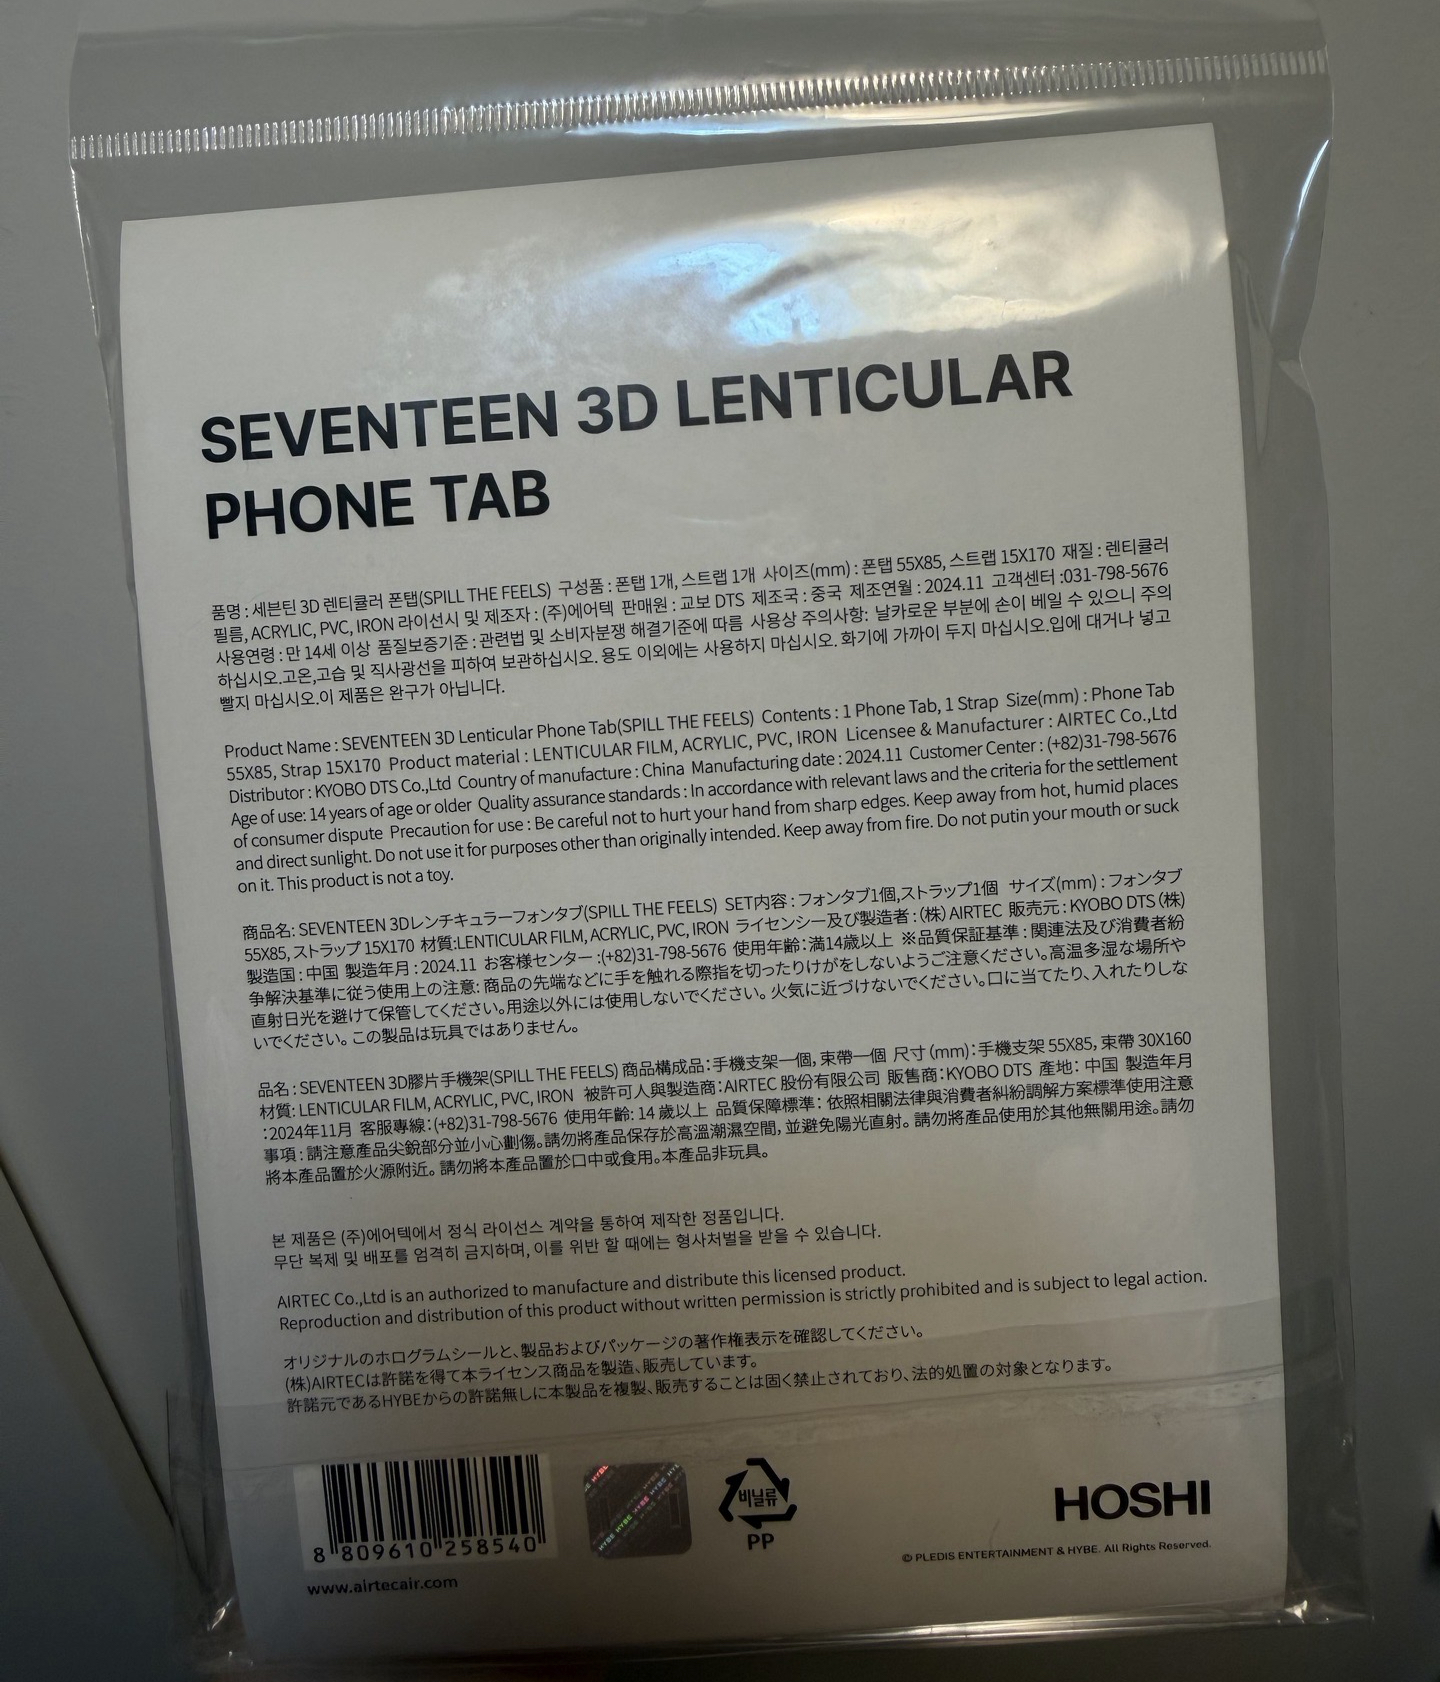 SEVENTEEN 3D LENTICULAR
PHONE TAB
품명 : 세븐틴 3D 렌티큘러 폰탭(SPILL THE FEELS) 구성품 : 폰탭 1개, 스트랩 1개 사이즈(mm) : 폰탭 55X85, 스트랩 15X170 재질 : 렌티큘러
필름, ACRYLIC, PVC, IRON 라이선시 및 제조자 : (주)에어텍 판매원 : 교보 DTS 제조국 : 중국 제조연월 : 2024.11 고객센터 :031-798-5676
사용연령 : 만 14세 이상 품질보증기준 : 관련법 및 소비자분쟁 해결기준에 따름 사용상 주의사항: 날카로운 부분에 손이 베일 수 있으니 주의
하십시오.고온,고습 및 직사광선을 피하여 보관하십시오. 용도 이외에는 사용하지 마십시오. 화기에 가까이 두지 마십시오.입에 대거나 넣고
빨지 마십시오.이 제품은 완구가 아닙니다.
Product Name : SEVENTEEN 3D Lenticular Phone Tab(SPILL THE FEELS) Contents : 1 Phone Tab, 1 Strap Size(mm) : Phone Tab
55X85, Strap 15X170 Product material : LENTICULAR FILM, ACRYLIC, PVC, IRON Licensee & Manufacturer : AIRTEC Co.,Ltd
Distributor : KYOBO DTS Co.,Ltd Country of manufacture : China Manufacturing date : 2024.11 Customer Center : (+82)31-798-5676
Age of use: 14 years of age or older Quality assurance standards : In accordance with relevant laws and the criteria for the settlement
of consumer dispute Precaution for use : Be careful not to hurt your hand from sharp edges. Keep away from hot, humid places
and direct sunlight. Do not use it for purposes other than originally intended. Keep away from fire. Do not putin your mouth or suck
on it. This product is not a toy.
商品名: SEVENTEEN 3Dレンチキュラーフォンタブ(SPILL THE FEELS) SET内容 : フォンタブ1個,ストラップ1個 サイズ(mm) : フォンタブ
55X85, ストラップ 15X170 材質:LENTICULAR FILM, ACRYLIC, PVC, IRON ライセンシー及び製造者 : (株) AIRTEC 販売元 : KYOBO DTS (株)
製造国 : 中国 製造年月 : 2024.11 お客様センター :(+82)31-798-5676 使用年齢 : 満14歳以上 ※品質保証基準 : 関連法及び消費者紛
争解決基準に従う使用上の注意: 商品の先端などに手を触れる際指を切ったりけがをしないようご注意ください。高温多湿な場所や
直射日光を避けて保管してください。用途以外には使用しないでください。火気に近づけないでください。口に当てたり、入れたりしな
いでください。この製品は玩具ではありません。
品名 : SEVENTEEN 3D膠片手機架(SPILL THE FEELS) 商品構成品 : 手機支架一個, 束帶一個 尺寸 (mm) : 手機支架 55X85, 束帶 30X160
材質: LENTICULAR FILM, ACRYLIC, PVC, IRON 被許可人與製造商 : AIRTEC 股份有限公司 販售商 : KYOBO DTS 產地: 中国 製造年月
:2024年11月 客服專線 : (+82)31-798-5676 使用年齡: 14 歲以上 品質保障標準 : 依照相關法律與消費者糾紛調解方案標準使用注意
事項 : 請注意產品尖銳部分並小心劃傷。請勿將產品保存於高溫潮濕空間, 並避免陽光直射。請勿將產品使用於其他無關用途。請勿
將本產品置於火源附近。請勿將本產品置於口中或食用。本產品非玩具。
본 제품은 (주)에어텍에서 정식 라이선스 계약을 통하여 제작한 정품입니다.
무단 복제 및 배포를 엄격히 금지하며, 이를 위반 할 때에는 형사처벌을 받을 수 있습니다.
AIRTEC Co.,Ltd is an authorized to manufacture and distribute this licensed product.
Reproduction and distribution of this product without written permission is strictly prohibited and is subject to legal action.
オリジナルのホログラムシールと、製品およびパッケージの著作権表示を確認してください。
(株)AIRTECは許諾を得て本ライセンス商品を製造、販売しています。
許諾元であるHYBEからの許諾無しに本製品を複製、販売することは固く禁止されており、法的処置の対象となります。
8 809610 258540
www.airtecair.com
HYBE HYBE HYBE
비닐류
PP
HOSHI
© PLEDIS ENTERTAINMENT & HYBE. All Rights Reserved.